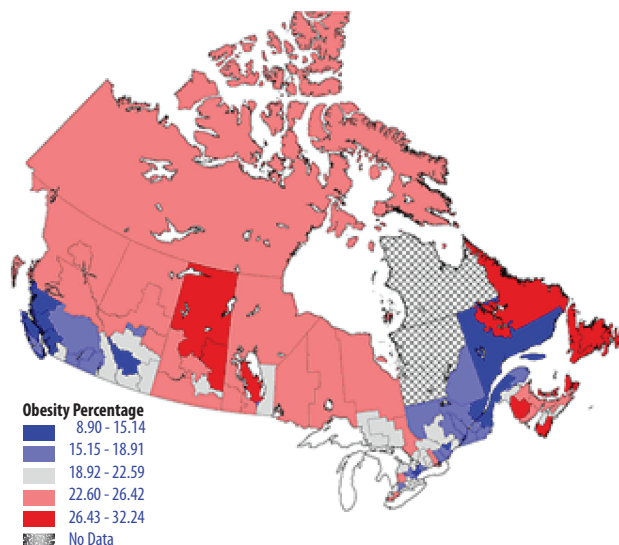 Obesity Percentage
8.90 - 15.14
15.15 - 18.91
18.92 - 22.59
22.60 - 26.42
26.43 - 32.24
No Data